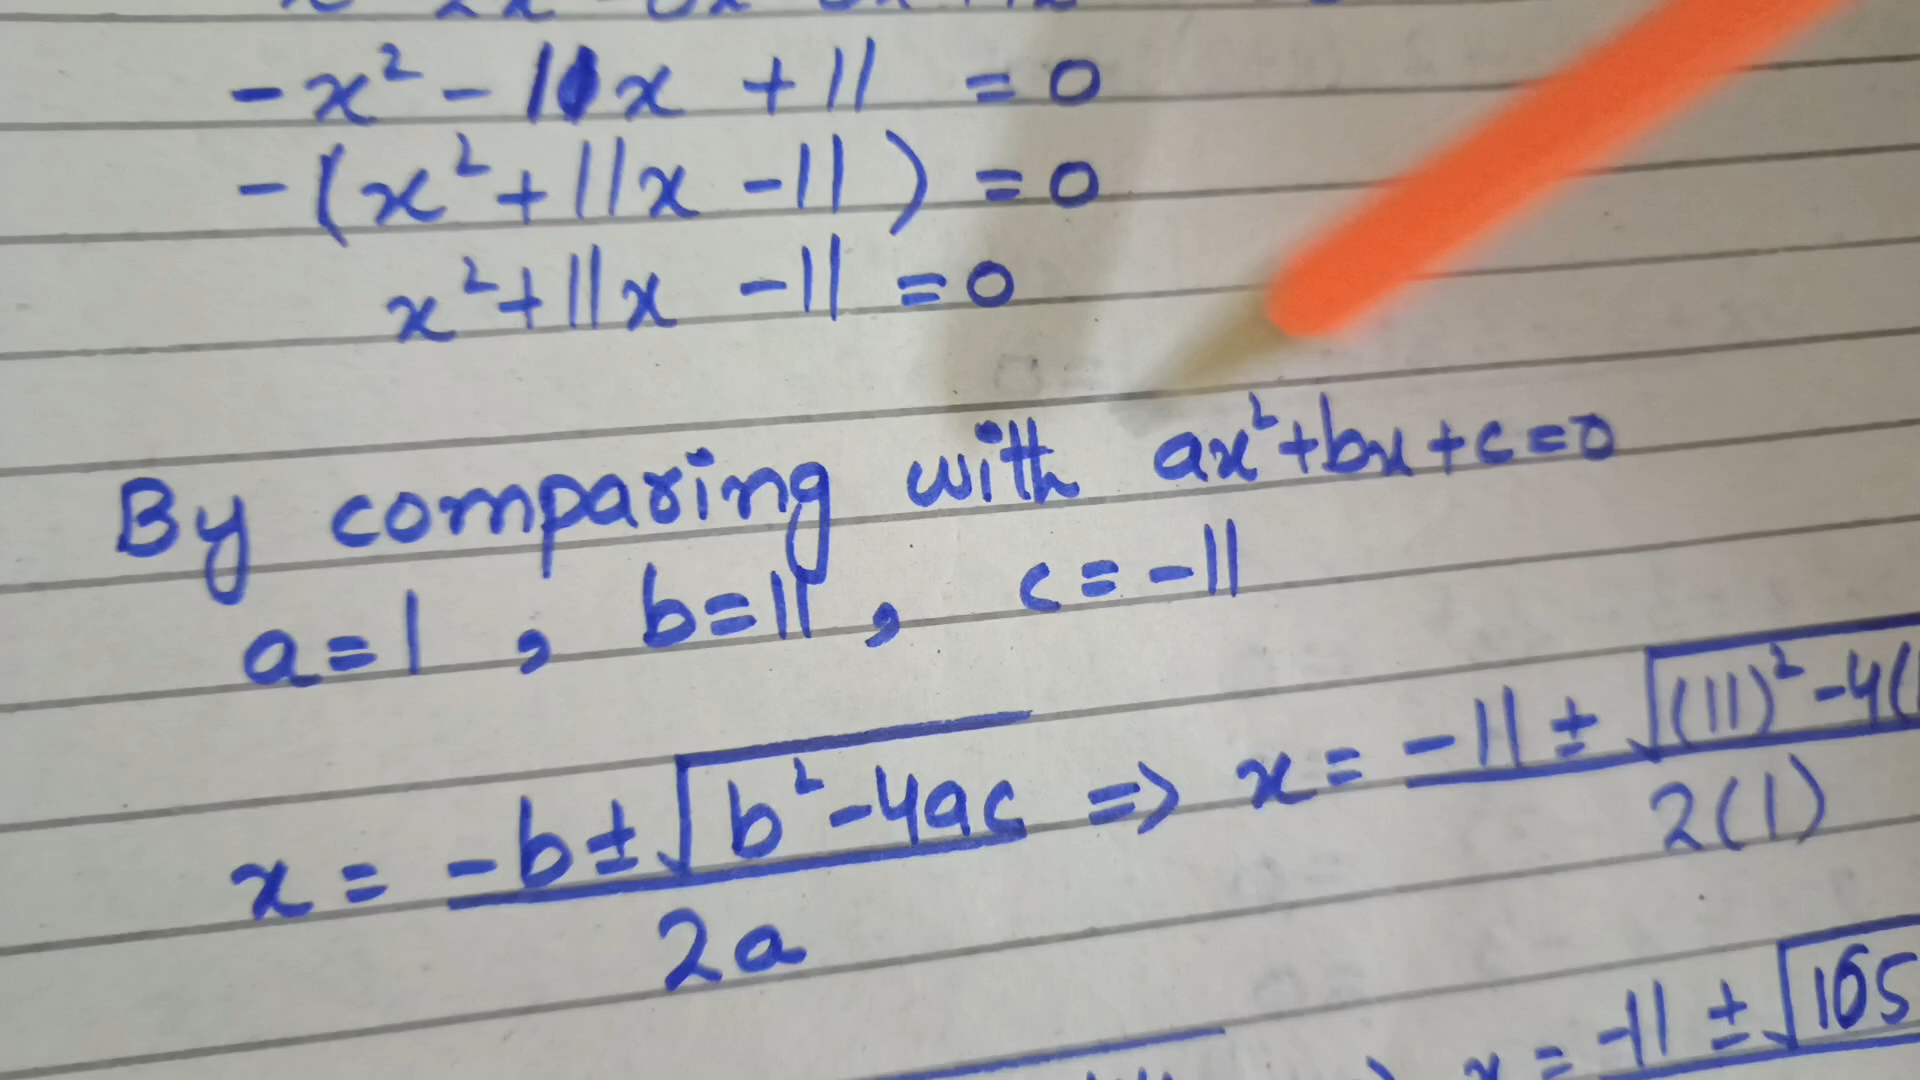 -x² - 11x + 11 = 0
-(x² + 11x - 11) = 0
x² + 11x - 11 = 0
By comparing with ax² + bx + c = 0
a = 1 , b = 11 , c = -11
x = -b ± √b² - 4ac / 2a => x = -11 ± √(11)² - 4( / 2(1)
x = -11 ± √165